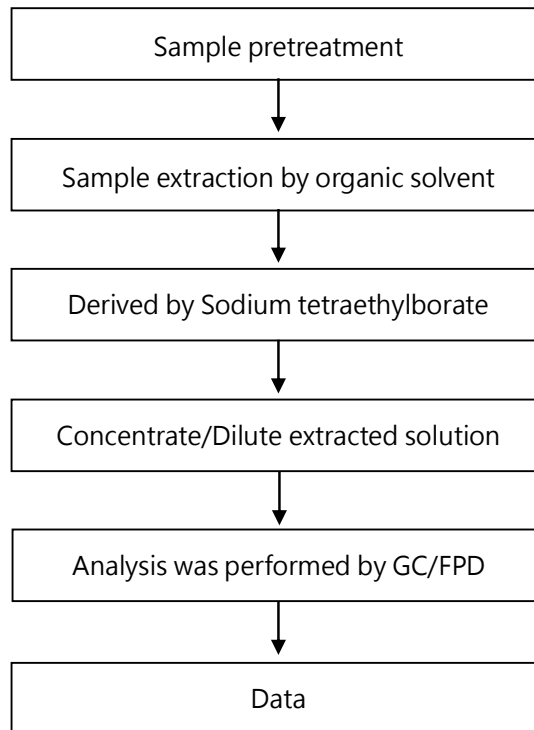 Sample pretreatment
Sample extraction by organic solvent
Derived by Sodium tetraethylborate
Concentrate/Dilute extracted solution
Analysis was performed by GC/FPD
Data